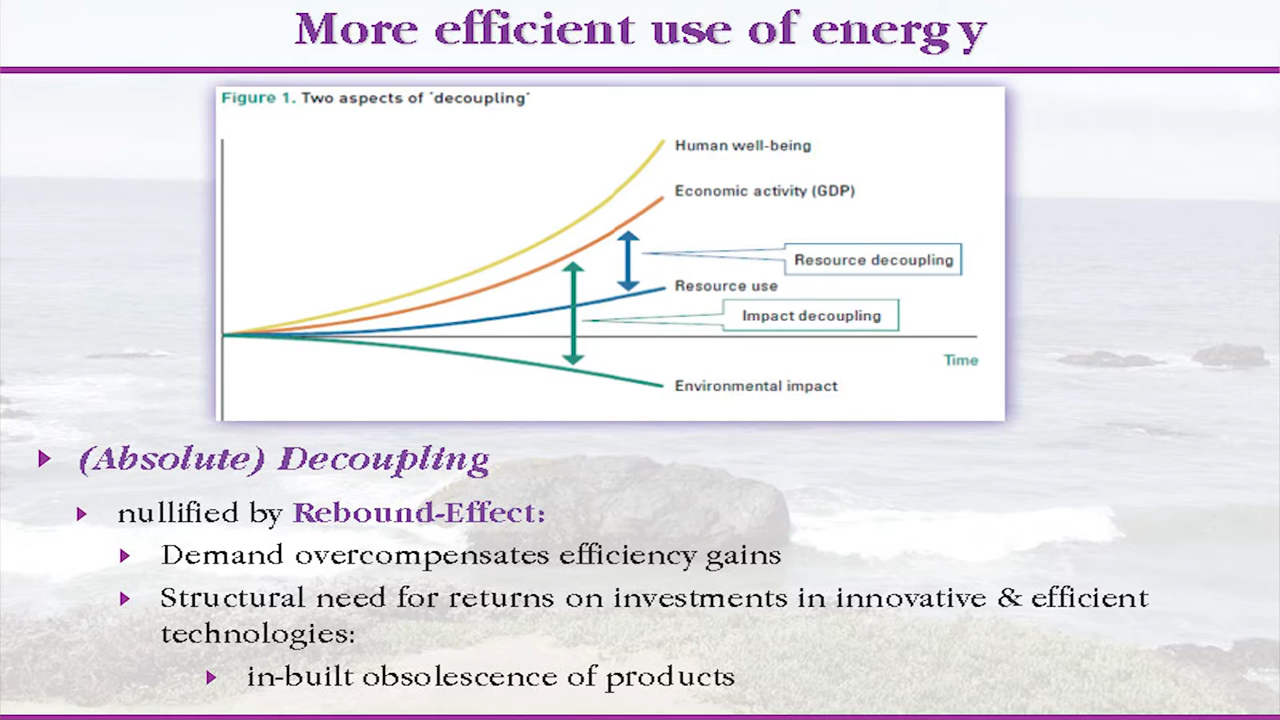 More efficient use of energy
Figure 1. Two aspects of 'decoupling'
Human well-being
Economic activity (GDP)
Resource decoupling
Resource use
Impact decoupling
Time
Environmental impact
(Absolute) Decoupling
nullified by Rebound-Effect:
Demand overcompensates efficiency gains
Structural need for returns on investments in innovative & efficient
technologies:
in-built obsolescence of products